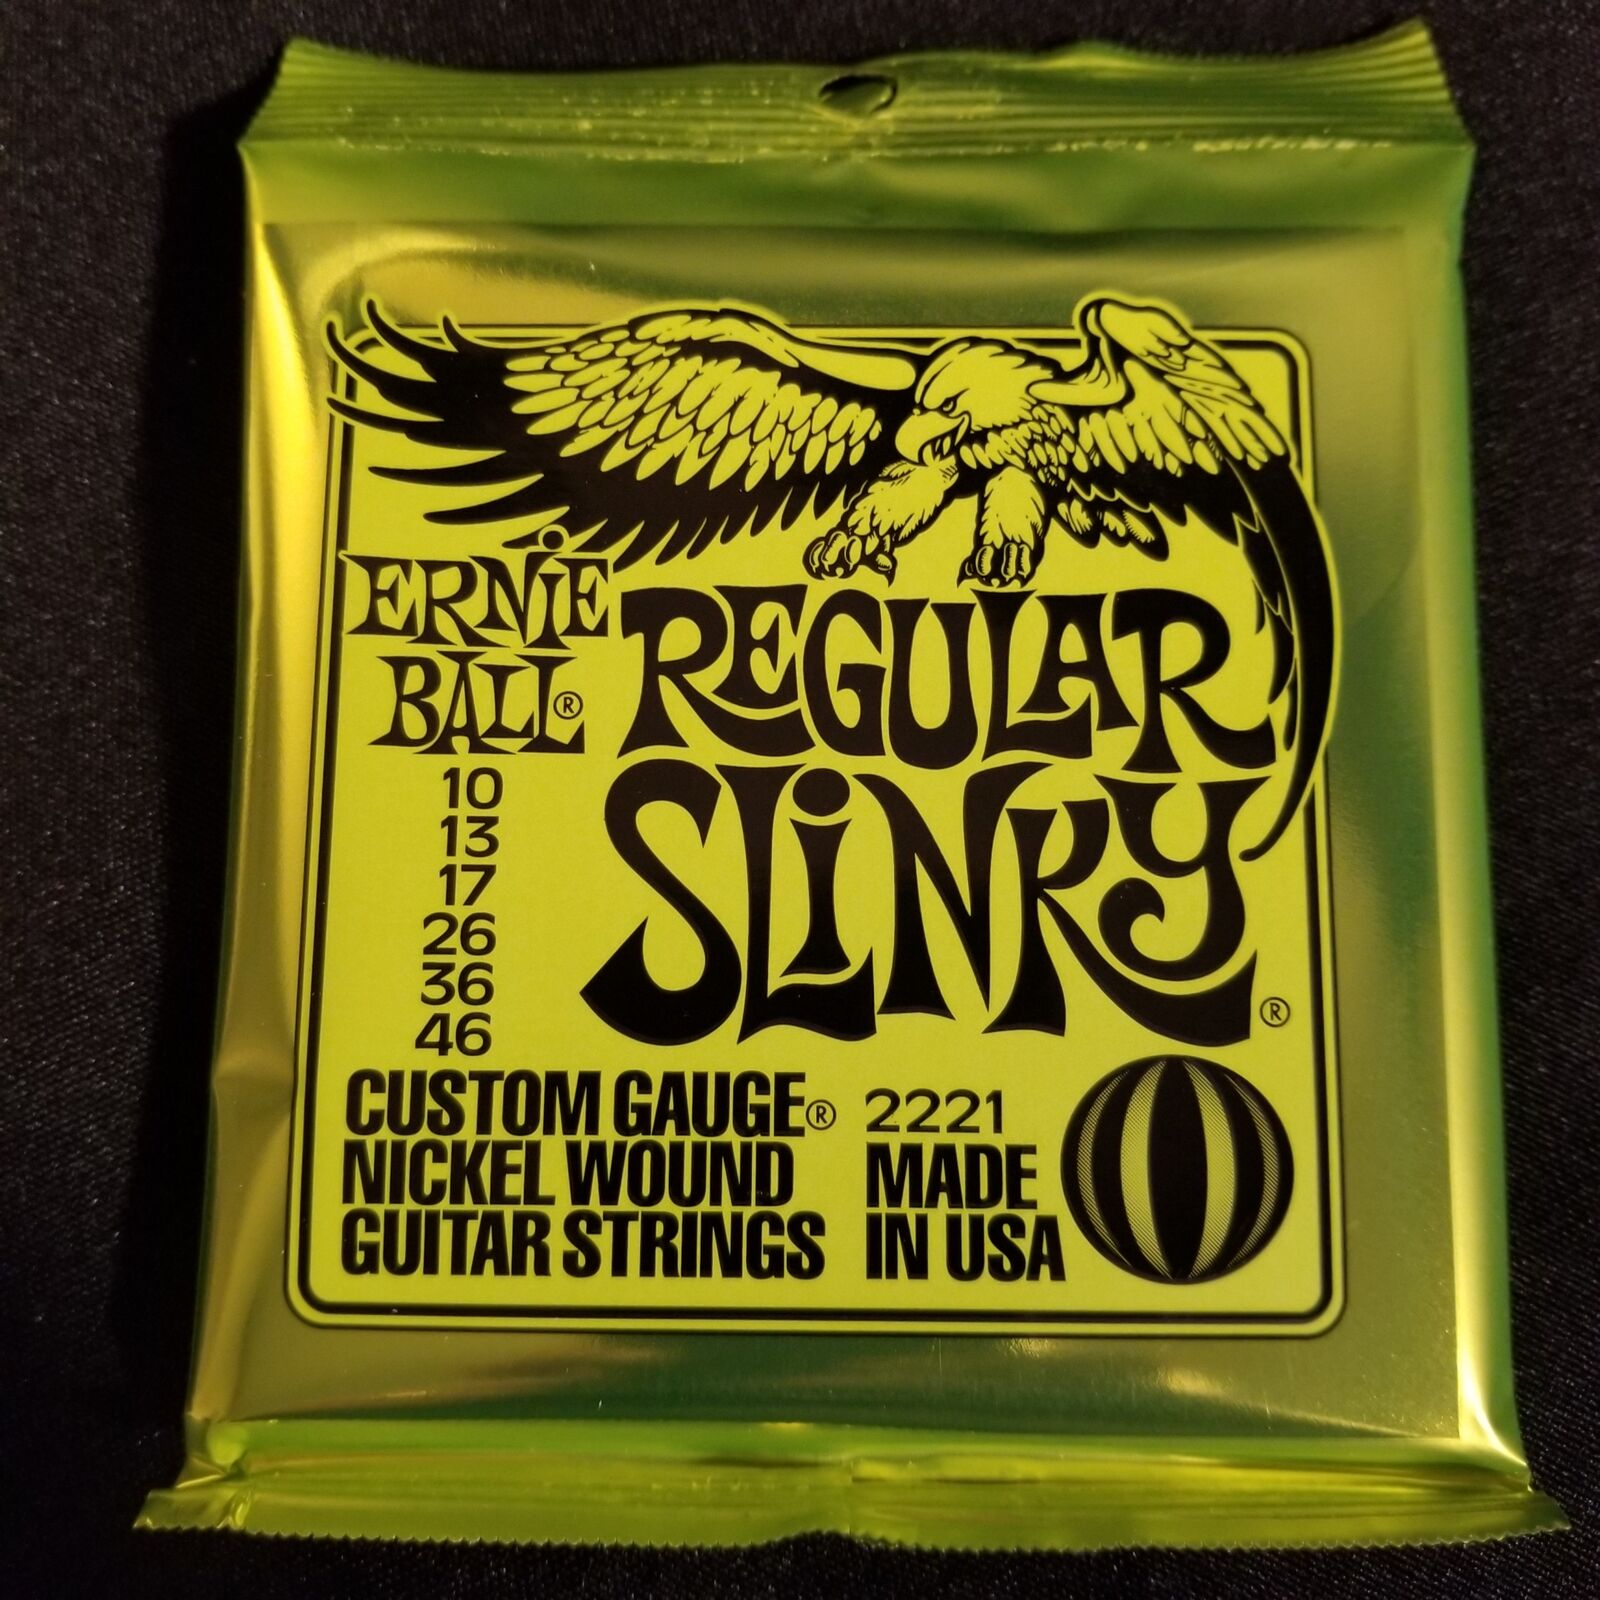 ERNiE
BALL®
REGULAR
SLiNKY®
10
13
17
26
36
46
CUSTOM GAUGE®
NICKEL WOUND
GUITAR STRINGS
2221
MADE
IN USA